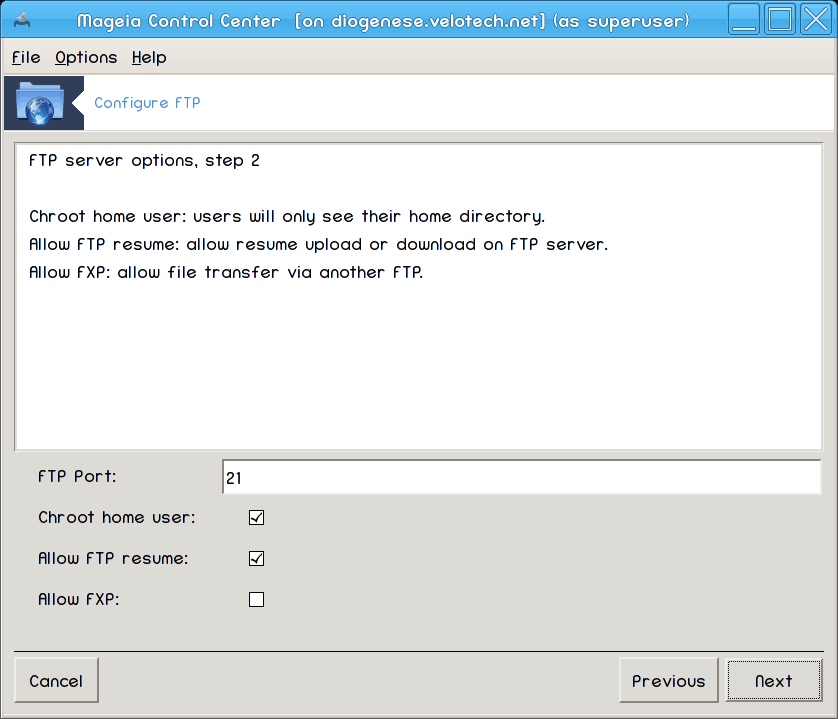 Mageia Control Center [on diogenese.velotech.net] (as superuser)
File Options Help
Configure FTP
FTP server options, step 2
Chroot home user: users will only see their home directory.
Allow FTP resume: allow resume upload or download on FTP server.
Allow FXP: allow file transfer via another FTP.
FTP Port: 21
Chroot home user:
Allow FTP resume:
Allow FXP:
Cancel Previous Next